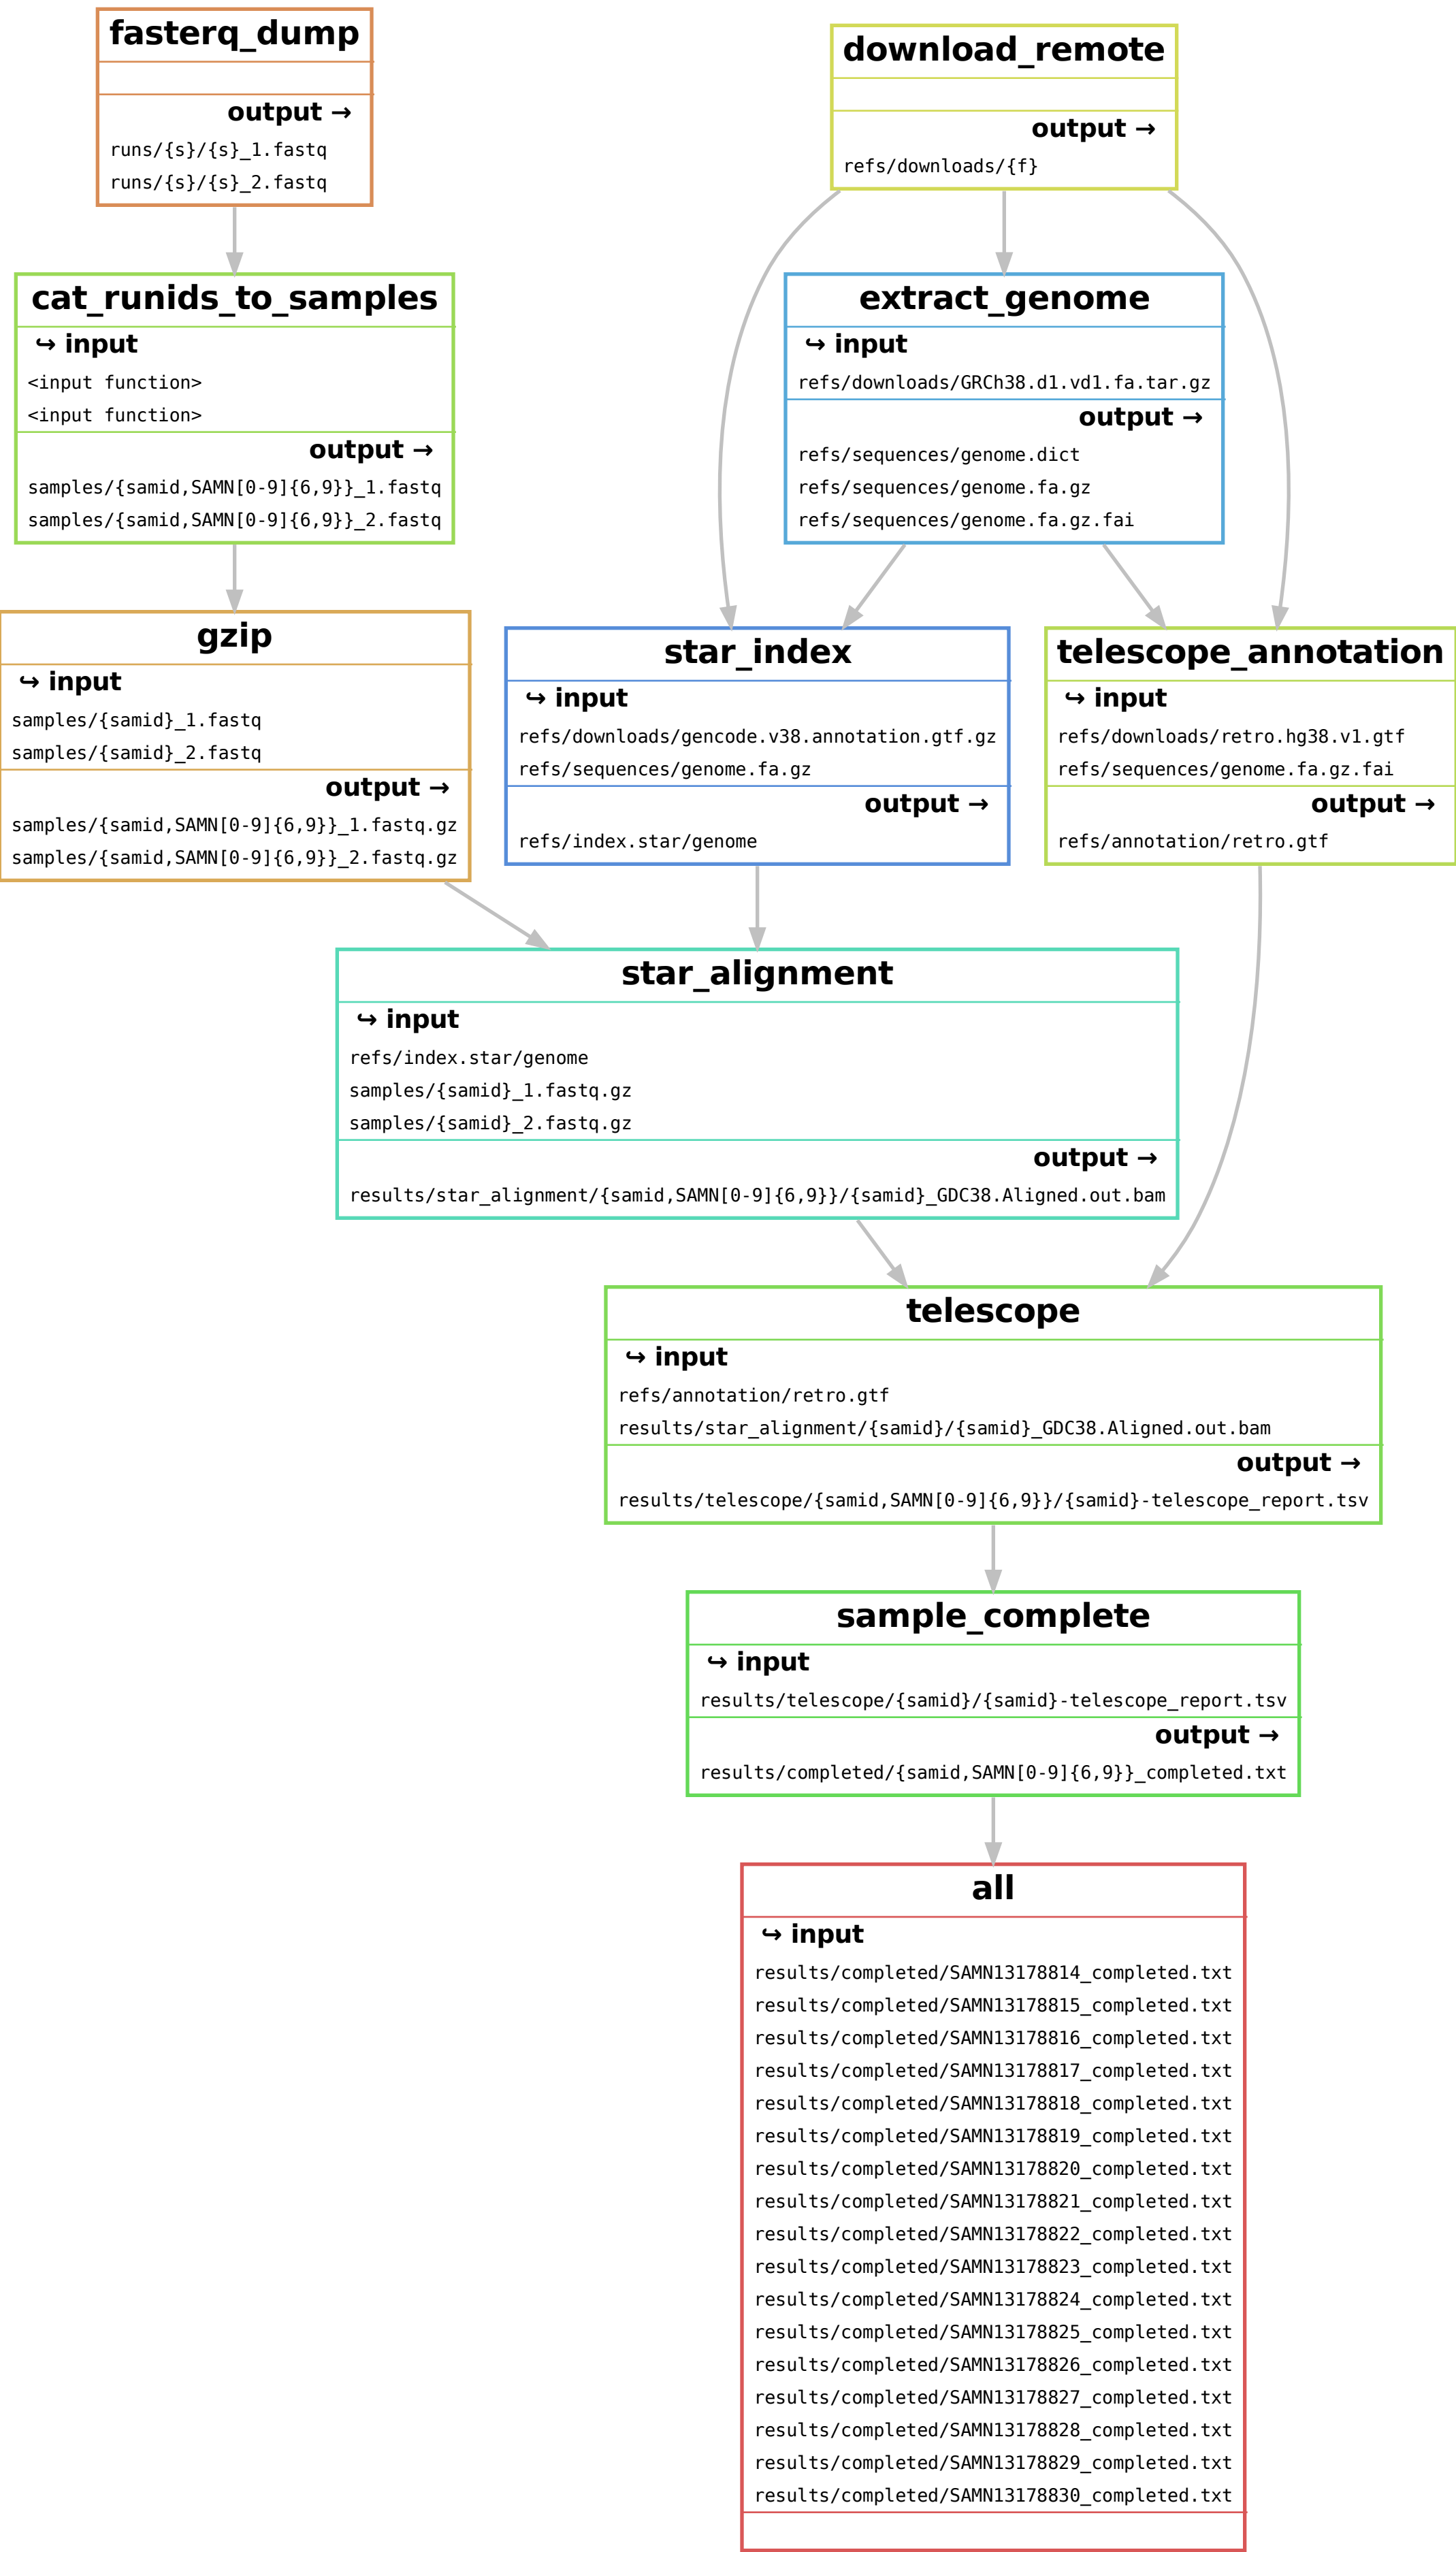 fasterq_dump
output →
runs/{s}/{s}_1.fastq
runs/{s}/{s}_2.fastq
download_remote
output →
refs/downloads/{f}
cat_runids_to_samples
↪ input
<input function>
<input function>
output →
samples/{samid,SAMN[0-9]{6,9}}_1.fastq
samples/{samid,SAMN[0-9]{6,9}}_2.fastq
extract_genome
↪ input
refs/downloads/GRCh38.d1.vd1.fa.tar.gz
output →
refs/sequences/genome.dict
refs/sequences/genome.fa.gz
refs/sequences/genome.fa.gz.fai
gzip
↪ input
samples/{samid}_1.fastq
samples/{samid}_2.fastq
output →
samples/{samid,SAMN[0-9]{6,9}}_1.fastq.gz
samples/{samid,SAMN[0-9]{6,9}}_2.fastq.gz
star_index
↪ input
refs/downloads/gencode.v38.annotation.gtf.gz
refs/sequences/genome.fa.gz
output →
refs/index.star/genome
telescope_annotation
↪ input
refs/downloads/retro.hg38.v1.gtf
refs/sequences/genome.fa.gz.fai
output →
refs/annotation/retro.gtf
star_alignment
↪ input
refs/index.star/genome
samples/{samid}_1.fastq.gz
samples/{samid}_2.fastq.gz
output →
results/star_alignment/{samid,SAMN[0-9]{6,9}}/{samid}_GDC38.Aligned.out.bam
telescope
↪ input
refs/annotation/retro.gtf
results/star_alignment/{samid}/{samid}_GDC38.Aligned.out.bam
output →
results/telescope/{samid,SAMN[0-9]{6,9}}/{samid}-telescope_report.tsv
sample_complete
↪ input
results/telescope/{samid}/{samid}-telescope_report.tsv
output →
results/completed/{samid,SAMN[0-9]{6,9}}_completed.txt
all
↪ input
results/completed/SAMN13178814_completed.txt
results/completed/SAMN13178815_completed.txt
results/completed/SAMN13178816_completed.txt
results/completed/SAMN13178817_completed.txt
results/completed/SAMN13178818_completed.txt
results/completed/SAMN13178819_completed.txt
results/completed/SAMN13178820_completed.txt
results/completed/SAMN13178821_completed.txt
results/completed/SAMN13178822_completed.txt
results/completed/SAMN13178823_completed.txt
results/completed/SAMN13178824_completed.txt
results/completed/SAMN13178825_completed.txt
results/completed/SAMN13178826_completed.txt
results/completed/SAMN13178827_completed.txt
results/completed/SAMN13178828_completed.txt
results/completed/SAMN13178829_completed.txt
results/completed/SAMN13178830_completed.txt